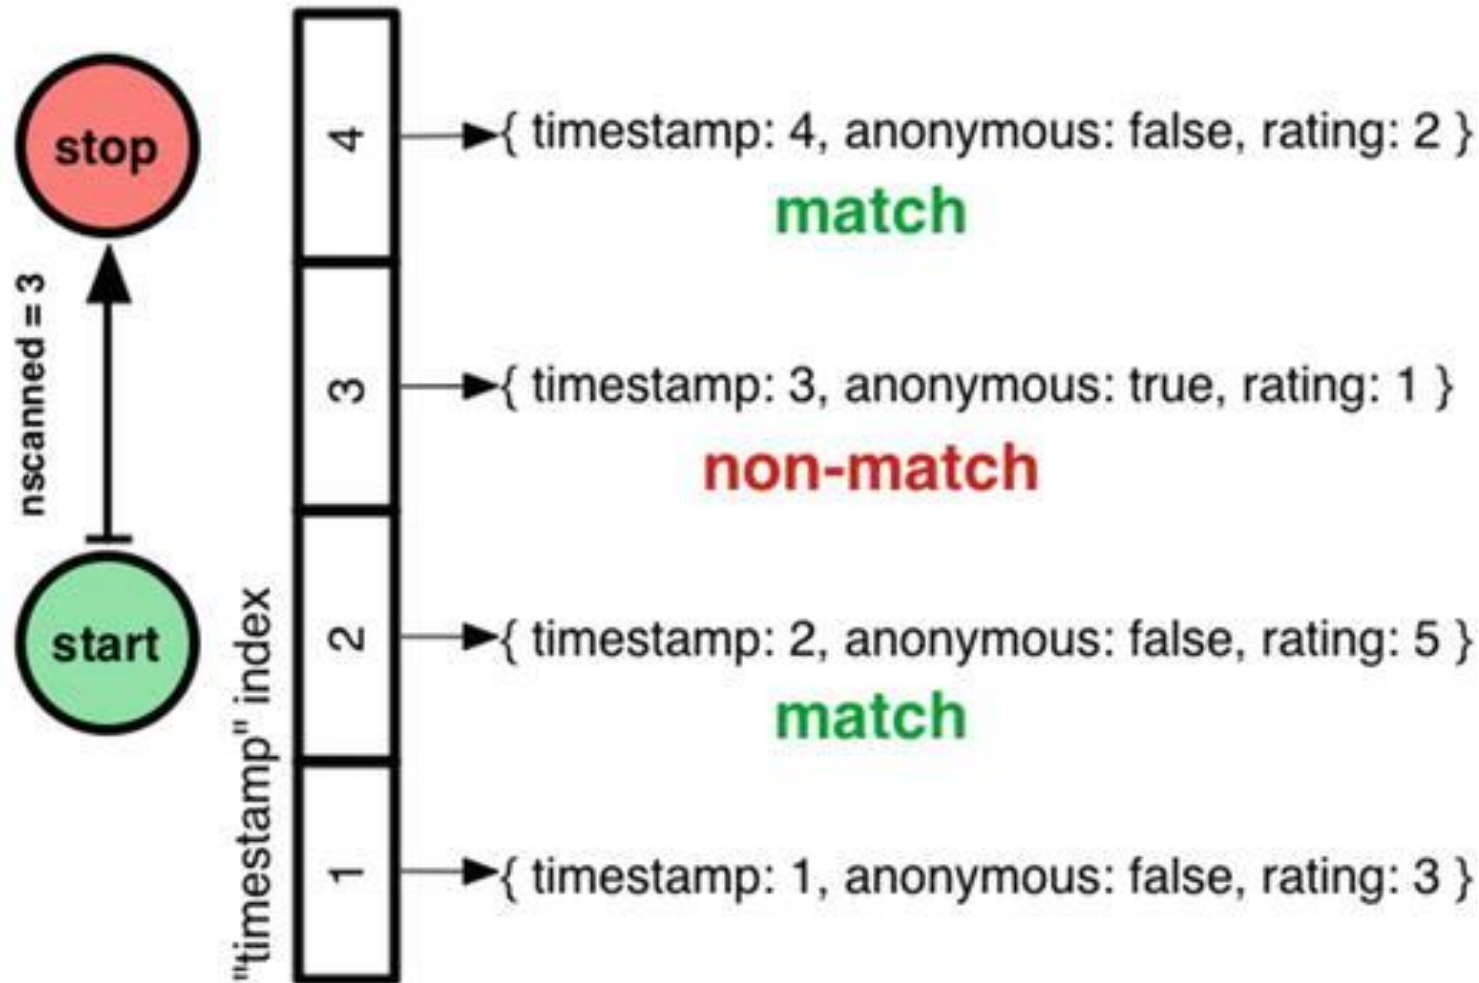 stop
nscanned = 3
start
"timestamp" index
4
{ timestamp: 4, anonymous: false, rating: 2 }
match
3
{ timestamp: 3, anonymous: true, rating: 1 }
non-match
2
{ timestamp: 2, anonymous: false, rating: 5 }
match
1
{ timestamp: 1, anonymous: false, rating: 3 }